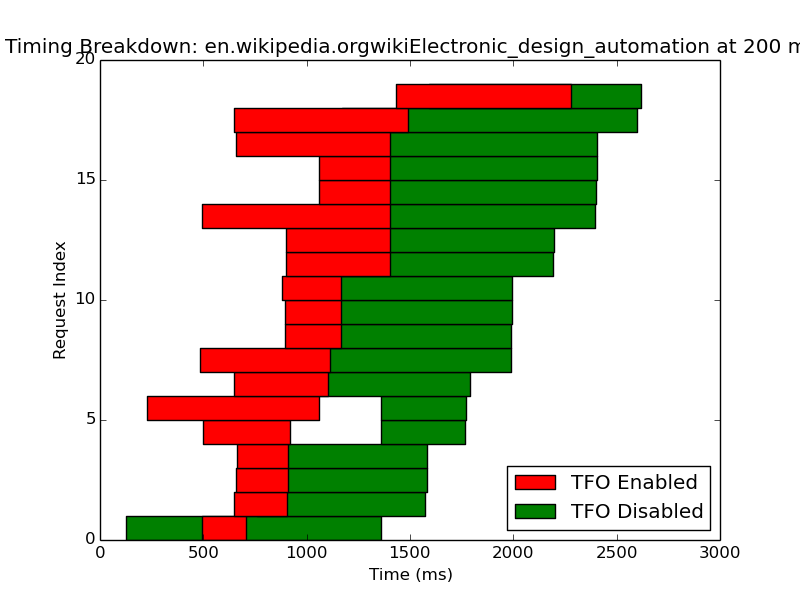 Timing Breakdown: en.wikipedia.orgwikiElectronic_design_automation at 200 m
20
15
10
5
0
Request Index
TFO Enabled
TFO Disabled
0 500 1000 1500 2000 2500 3000
Time (ms)